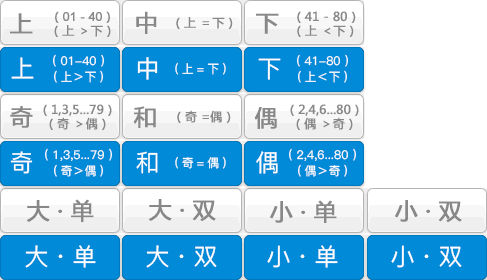 上 (01-40) (上 >下)
中 (上 =下)
下 (41-80) (上 <下)
上 (01-40) (上>下)
中 (上=下)
下 (41-80) (上<下)
奇 (1,3,5...79) (奇 >偶)
和 (奇 =偶)
偶 (2,4,6...80) (偶 >奇)
奇 (1,3,5...79) (奇>偶)
和 (奇=偶)
偶 (2,4,6...80) (偶>奇)
大·单
大·双
小·单
小·双
大·单
大·双
小·单
小·双